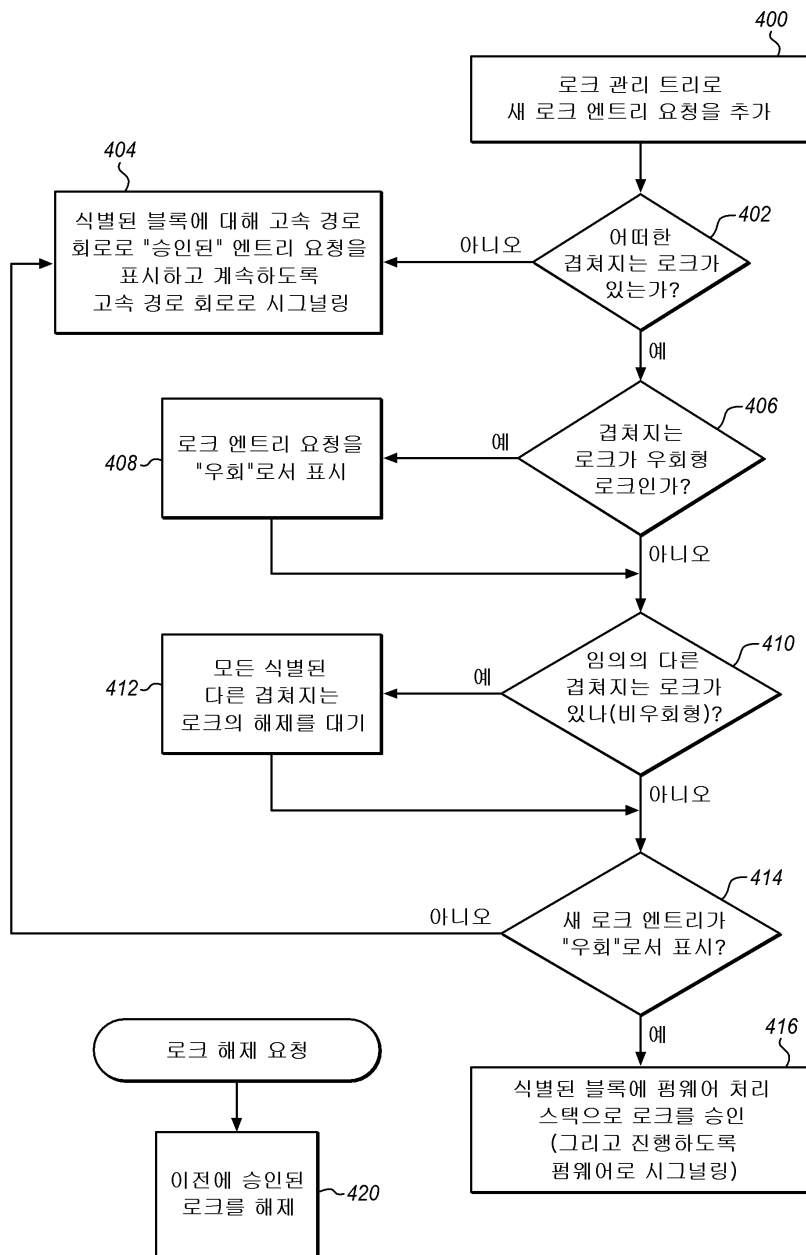 400
로크 관리 트리로
새 로크 엔트리 요청을 추가
404
식별된 블록에 대해 고속 경로
회로로 "승인된" 엔트리 요청을
표시하고 계속하도록
고속 경로 회로로 시그널링
아니오
402
어떠한
겹쳐지는 로크가
있는가?
예
406
겹쳐지는
로크가 우회형
로크인가?
예
408
로크 엔트리 요청을
"우회"로서 표시
아니오
410
임의의 다른
겹쳐지는 로크가
있나(비우회형)?
예
412
모든 식별된
다른 겹쳐지는
로크의 해제를 대기
아니오
414
새 로크 엔트리가
"우회"로서 표시?
아니오
예
416
식별된 블록에 펌웨어 처리
스택으로 로크를 승인
(그리고 진행하도록
펌웨어로 시그널링)
로크 해제 요청
이전에 승인된
로크를 해제
420